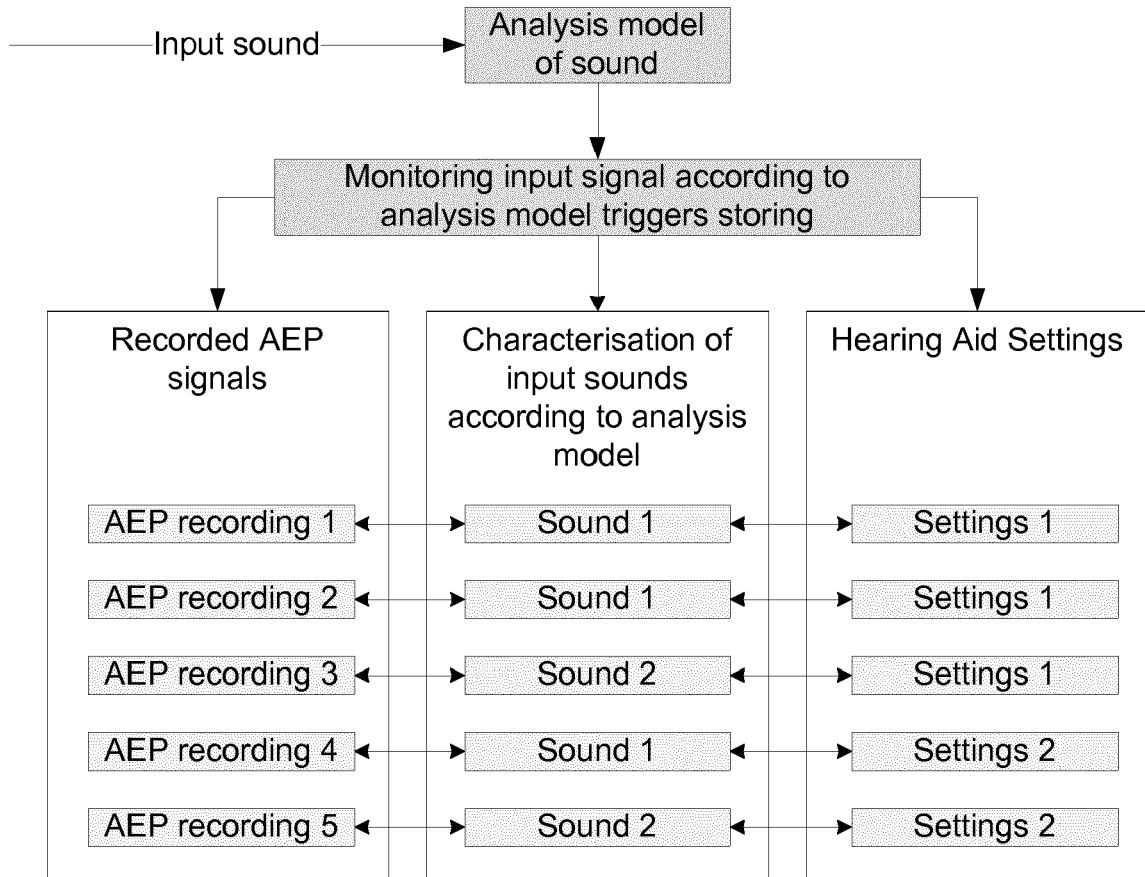 Input sound
Analysis model
of sound
Monitoring input signal according to
analysis model triggers storing
Recorded AEP
signals
Characterisation of
input sounds
according to analysis
model
Hearing Aid Settings
AEP recording 1
Sound 1
Settings 1
AEP recording 2
Sound 1
Settings 1
AEP recording 3
Sound 2
Settings 1
AEP recording 4
Sound 1
Settings 2
AEP recording 5
Sound 2
Settings 2